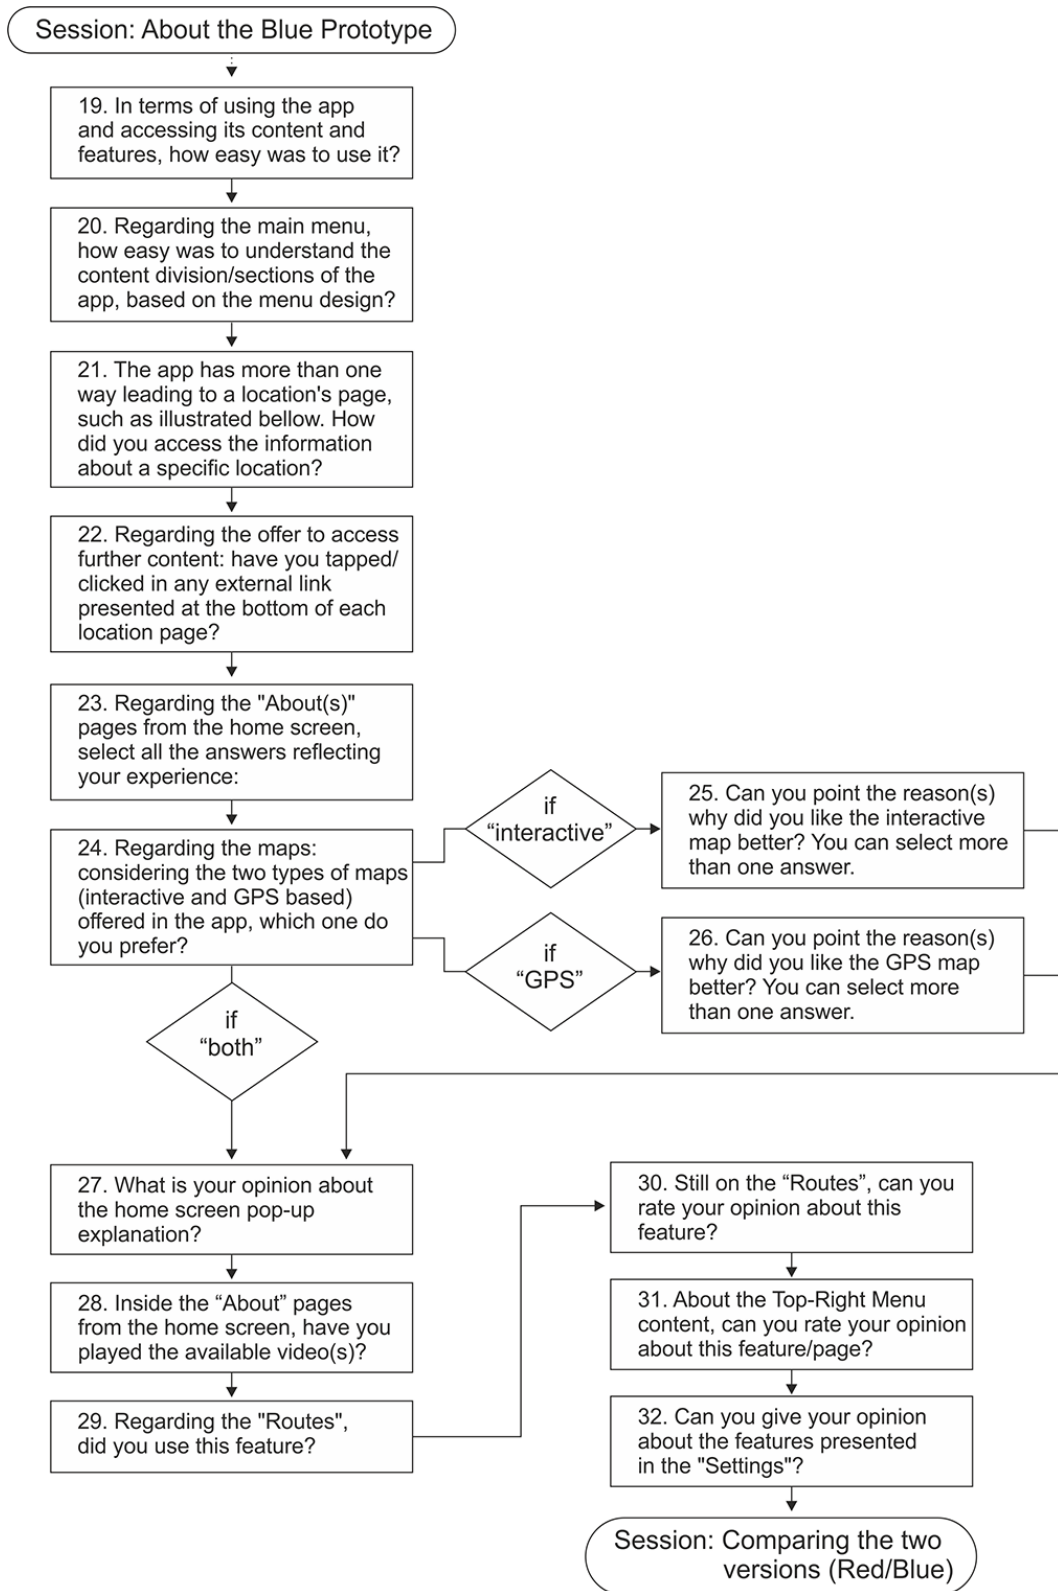 Session: About the Blue Prototype
19. In terms of using the app
and accessing its content and
features, how easy was to use it?
20. Regarding the main menu,
how easy was to understand the
content division/sections of the
app, based on the menu design?
21. The app has more than one
way leading to a location's page,
such as illustrated bellow. How
did you access the information
about a specific location?
22. Regarding the offer to access
further content: have you tapped/
clicked in any external link
presented at the bottom of each
location page?
23. Regarding the "About(s)"
pages from the home screen,
select all the answers reflecting
your experience:
24. Regarding the maps:
considering the two types of maps
(interactive and GPS based)
offered in the app, which one do
you prefer?
if
“interactive”
25. Can you point the reason(s)
why did you like the interactive
map better? You can select more
than one answer.
if
“GPS”
26. Can you point the reason(s)
why did you like the GPS map
better? You can select more
than one answer.
if
“both”
27. What is your opinion about
the home screen pop-up
explanation?
28. Inside the “About” pages
from the home screen, have you
played the available video(s)?
29. Regarding the "Routes",
did you use this feature?
30. Still on the “Routes”, can you
rate your opinion about this
feature?
31. About the Top-Right Menu
content, can you rate your opinion
about this feature/page?
32. Can you give your opinion
about the features presented
in the "Settings"?
Session: Comparing the two
versions (Red/Blue)